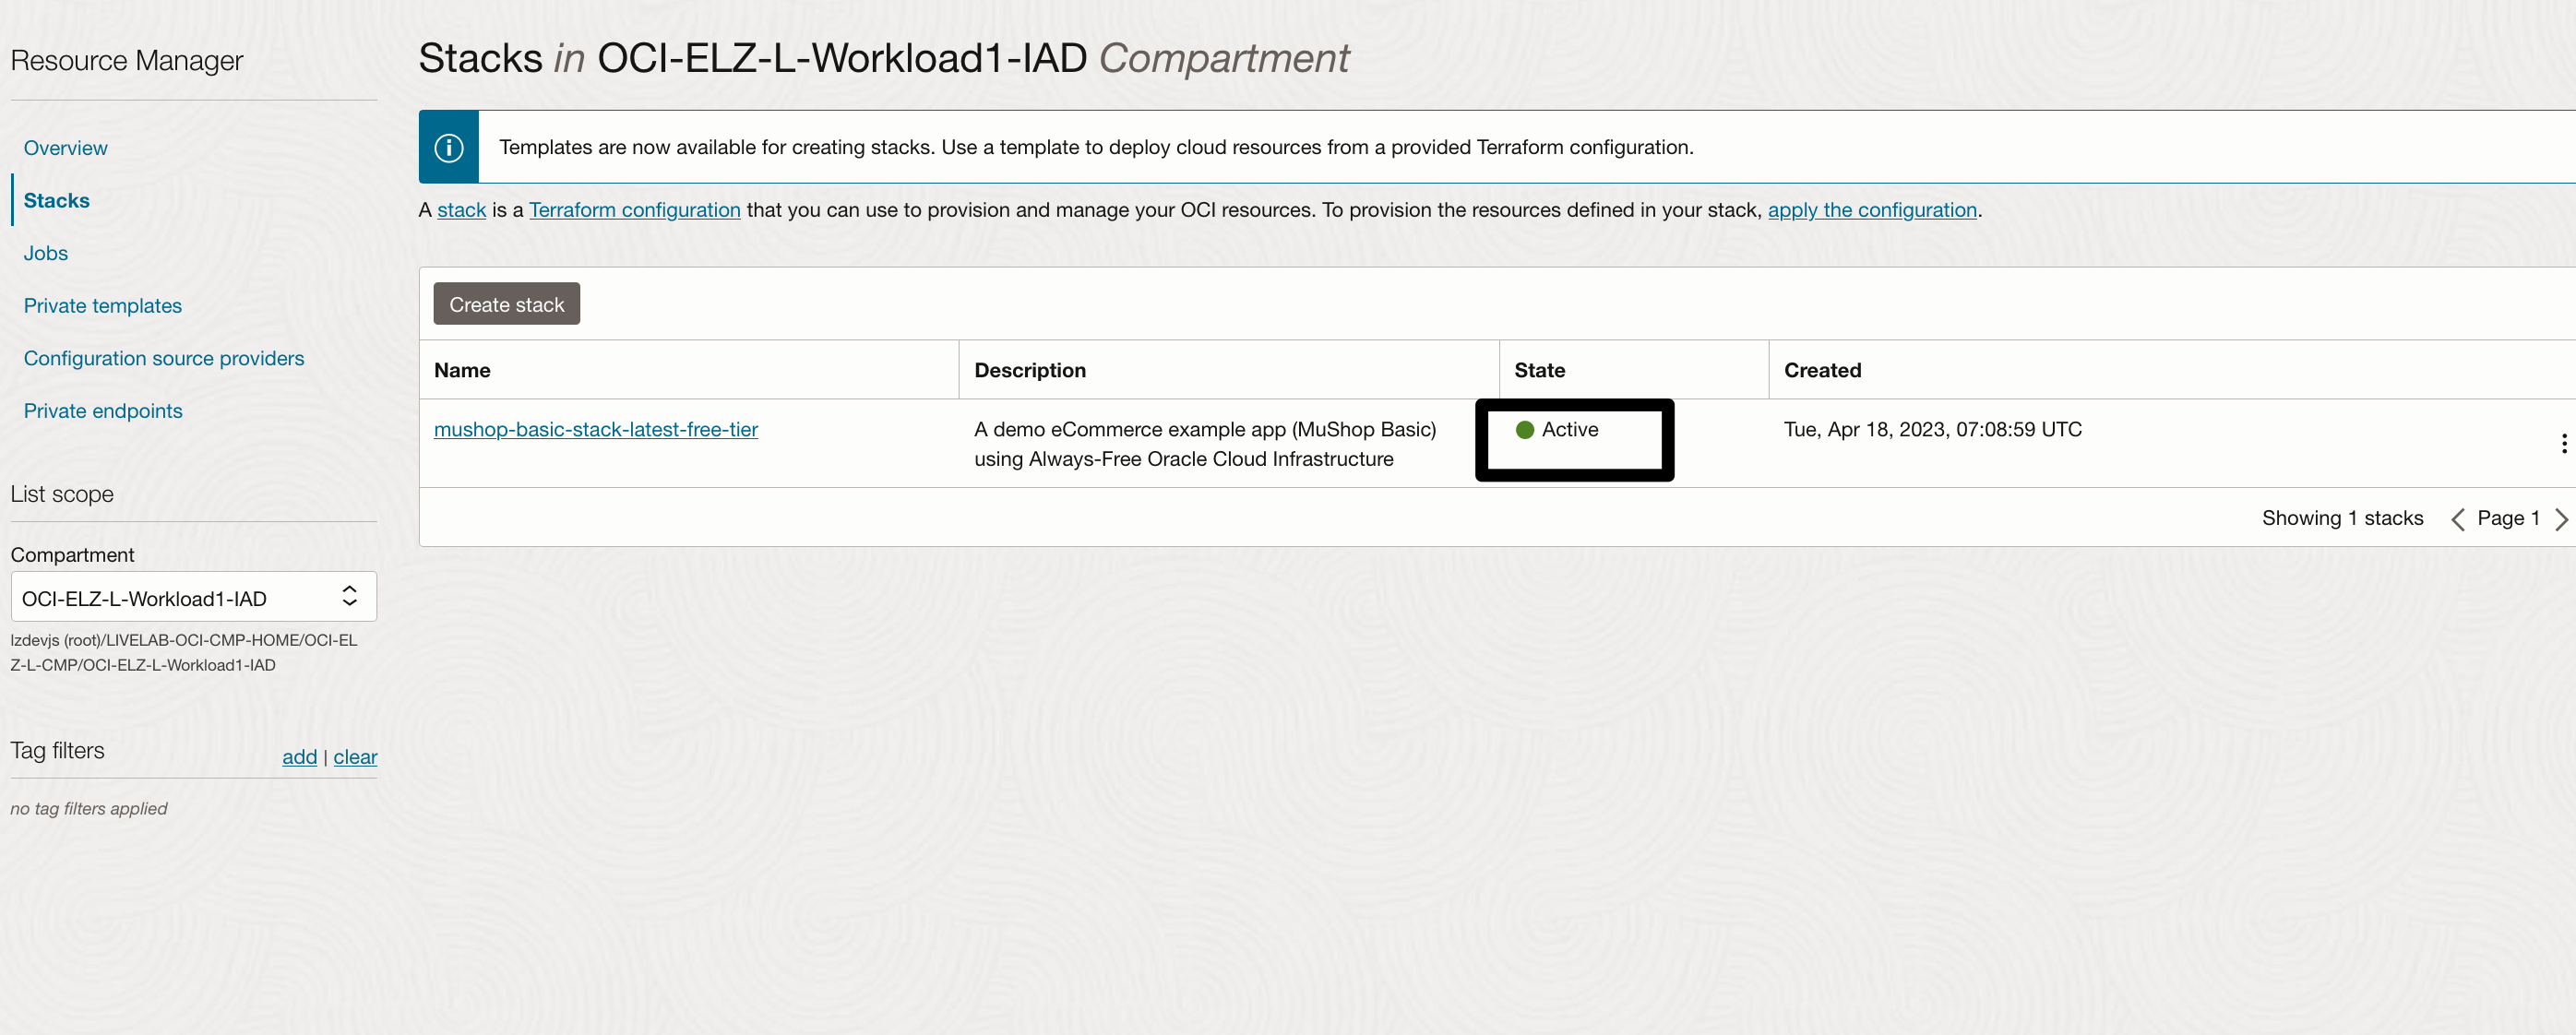 Resource Manager
Overview
Stacks
Jobs
Private templates
Configuration source providers
Private endpoints
List scope
Compartment
OCI-ELZ-L-Workload1-IAD
lzdevjs (root)/LIVELAB-OCI-CMP-HOME/OCI-EL
Z-L-CMP/OCI-ELZ-L-Workload1-IAD
Tag filters add | clear
no tag filters applied
Stacks in OCI-ELZ-L-Workload1-IAD Compartment
Templates are now available for creating stacks. Use a template to deploy cloud resources from a provided Terraform configuration.
A stack is a Terraform configuration that you can use to provision and manage your OCI resources. To provision the resources defined in your stack, apply the configuration.
Create stack
Name Description State Created
mushop-basic-stack-latest-free-tier A demo eCommerce example app (MuShop Basic) Active Tue, Apr 18, 2023, 07:08:59 UTC
using Always-Free Oracle Cloud Infrastructure
Showing 1 stacks Page 1